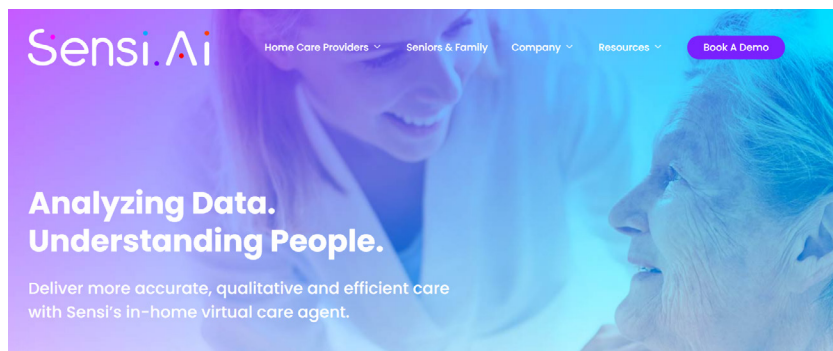 Sensi.Ai
Home Care Providers Seniors & Family Company Resources Book A Demo
Analyzing Data.
Understanding People.
Deliver more accurate, qualitative and efficient care
with Sensi's in-home virtual care agent.